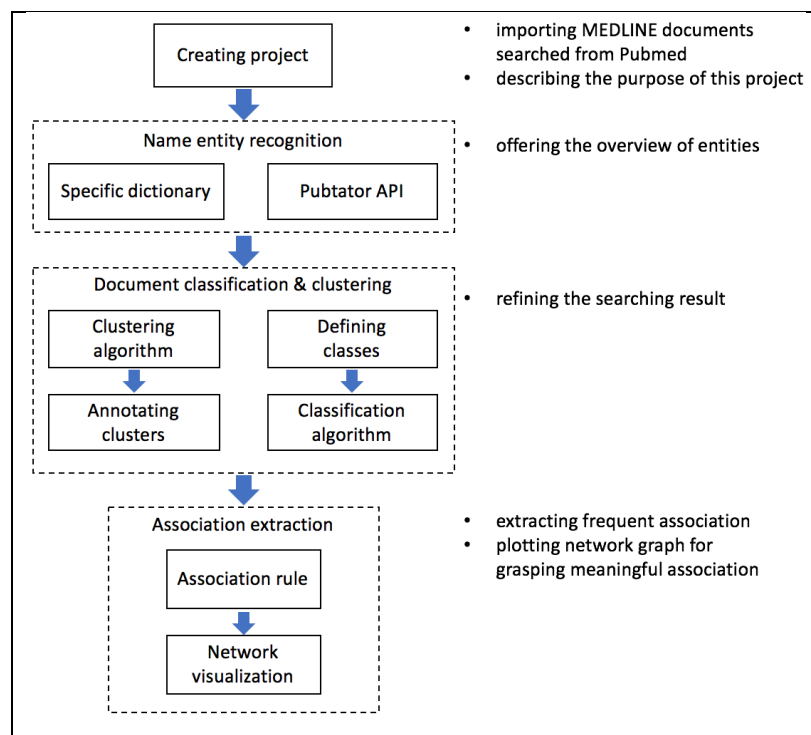 Creating project
• importing MEDLINE documents
searched from Pubmed
• describing the purpose of this project
Name entity recognition
• offering the overview of entities
Specific dictionary
Pubtator API
Document classification & clustering
• refining the searching result
Clustering
algorithm
Defining
classes
Annotating
clusters
Classification
algorithm
Association extraction
• extracting frequent association
• plotting network graph for
grasping meaningful association
Association rule
Network
visualization